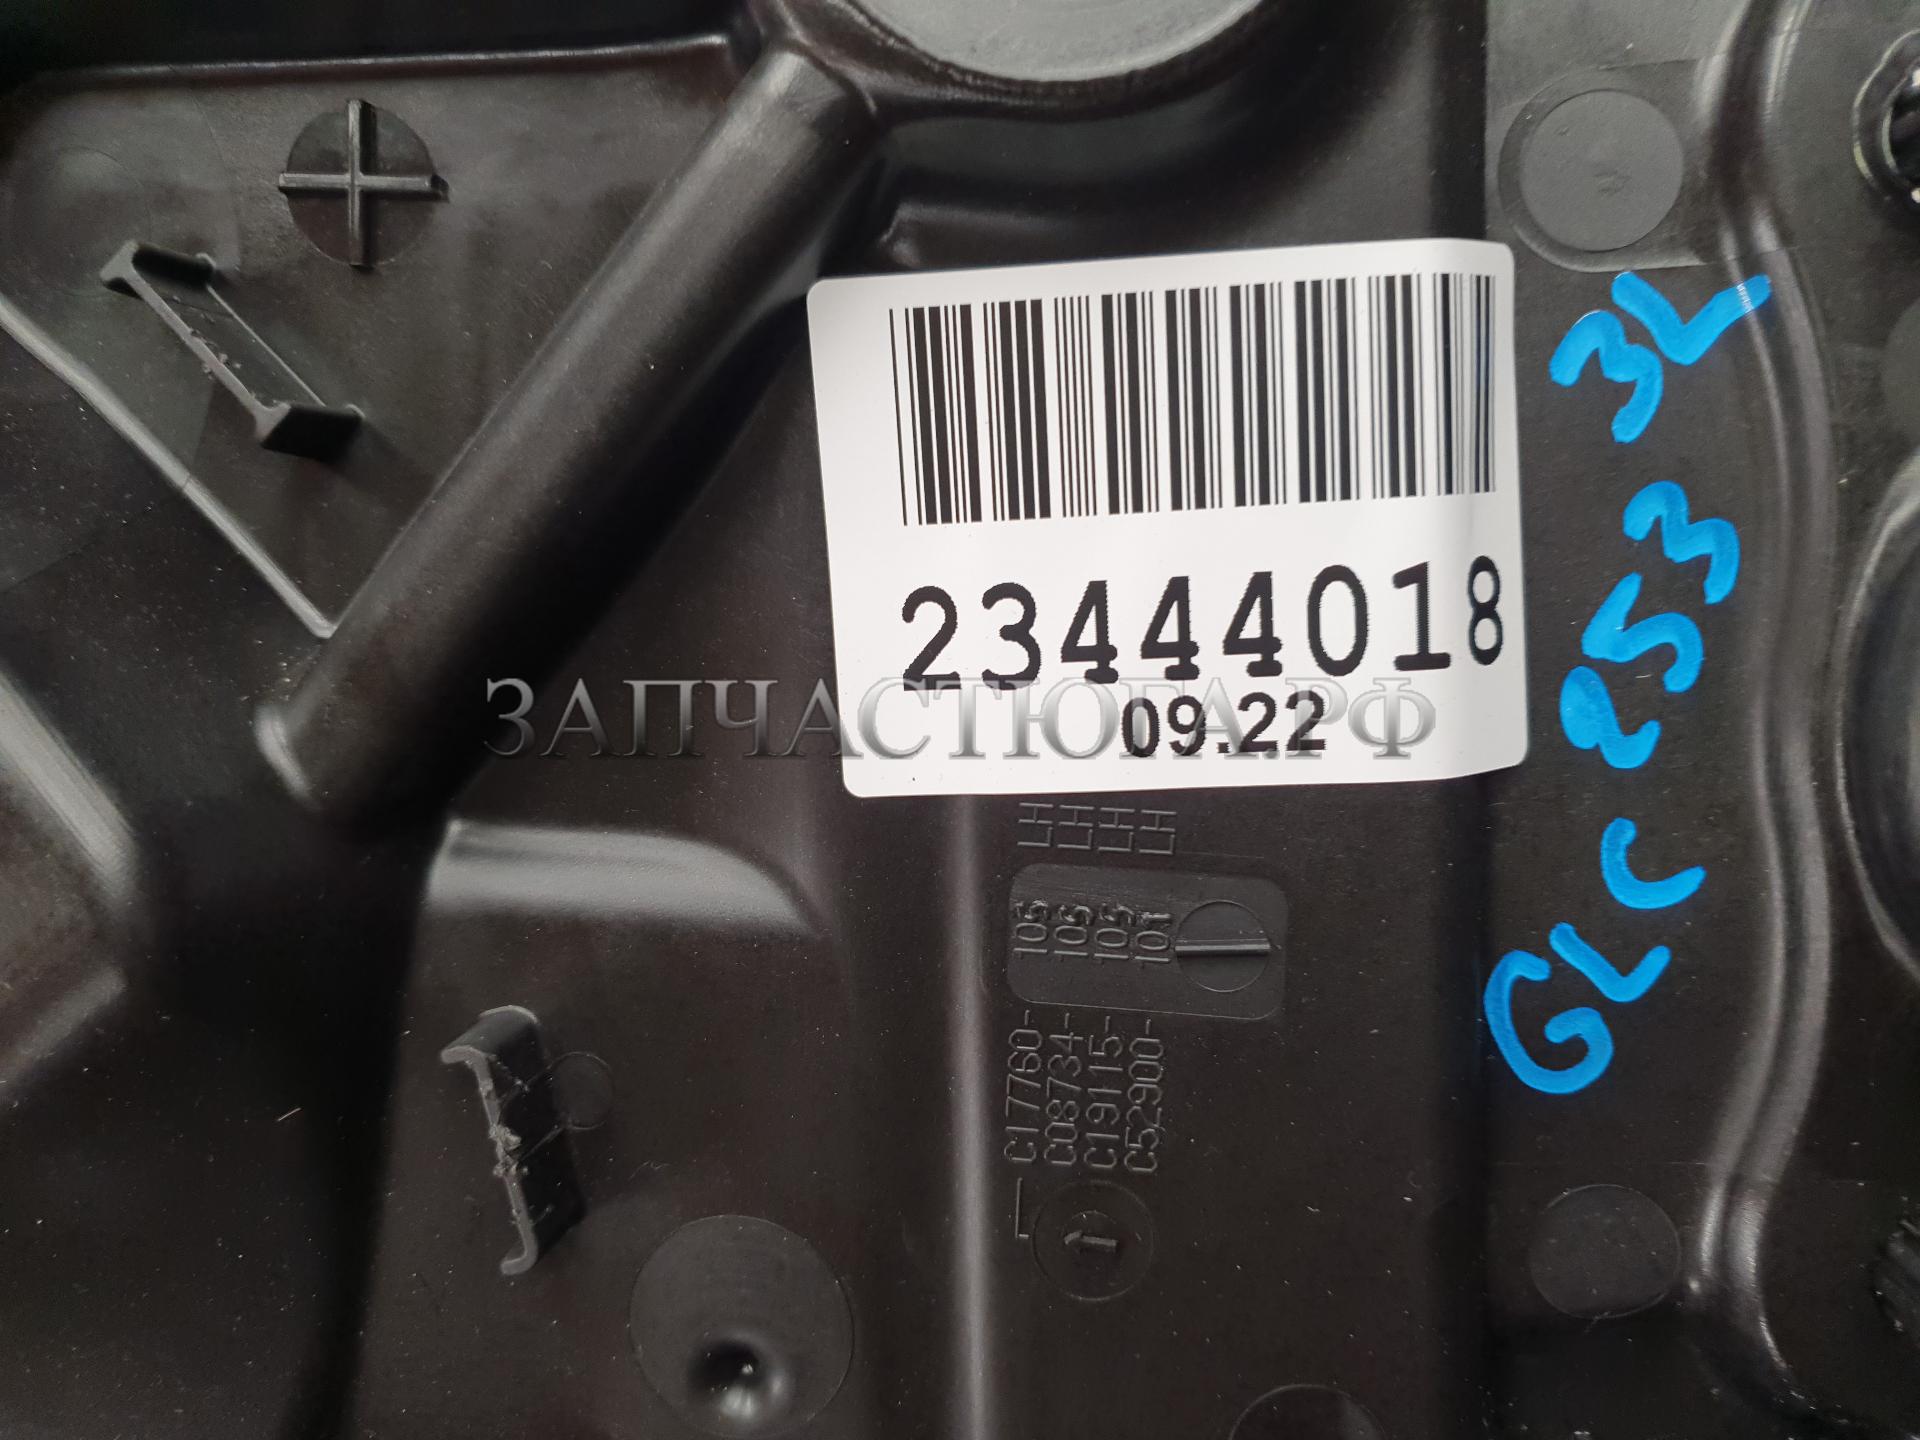 23444018
09.22
ЗАПЧАСТЮГА.РФ
GLC 253 3L
C17760-105 LH
C08734-105 LH
C19115-105 LH
C52900-101 LH